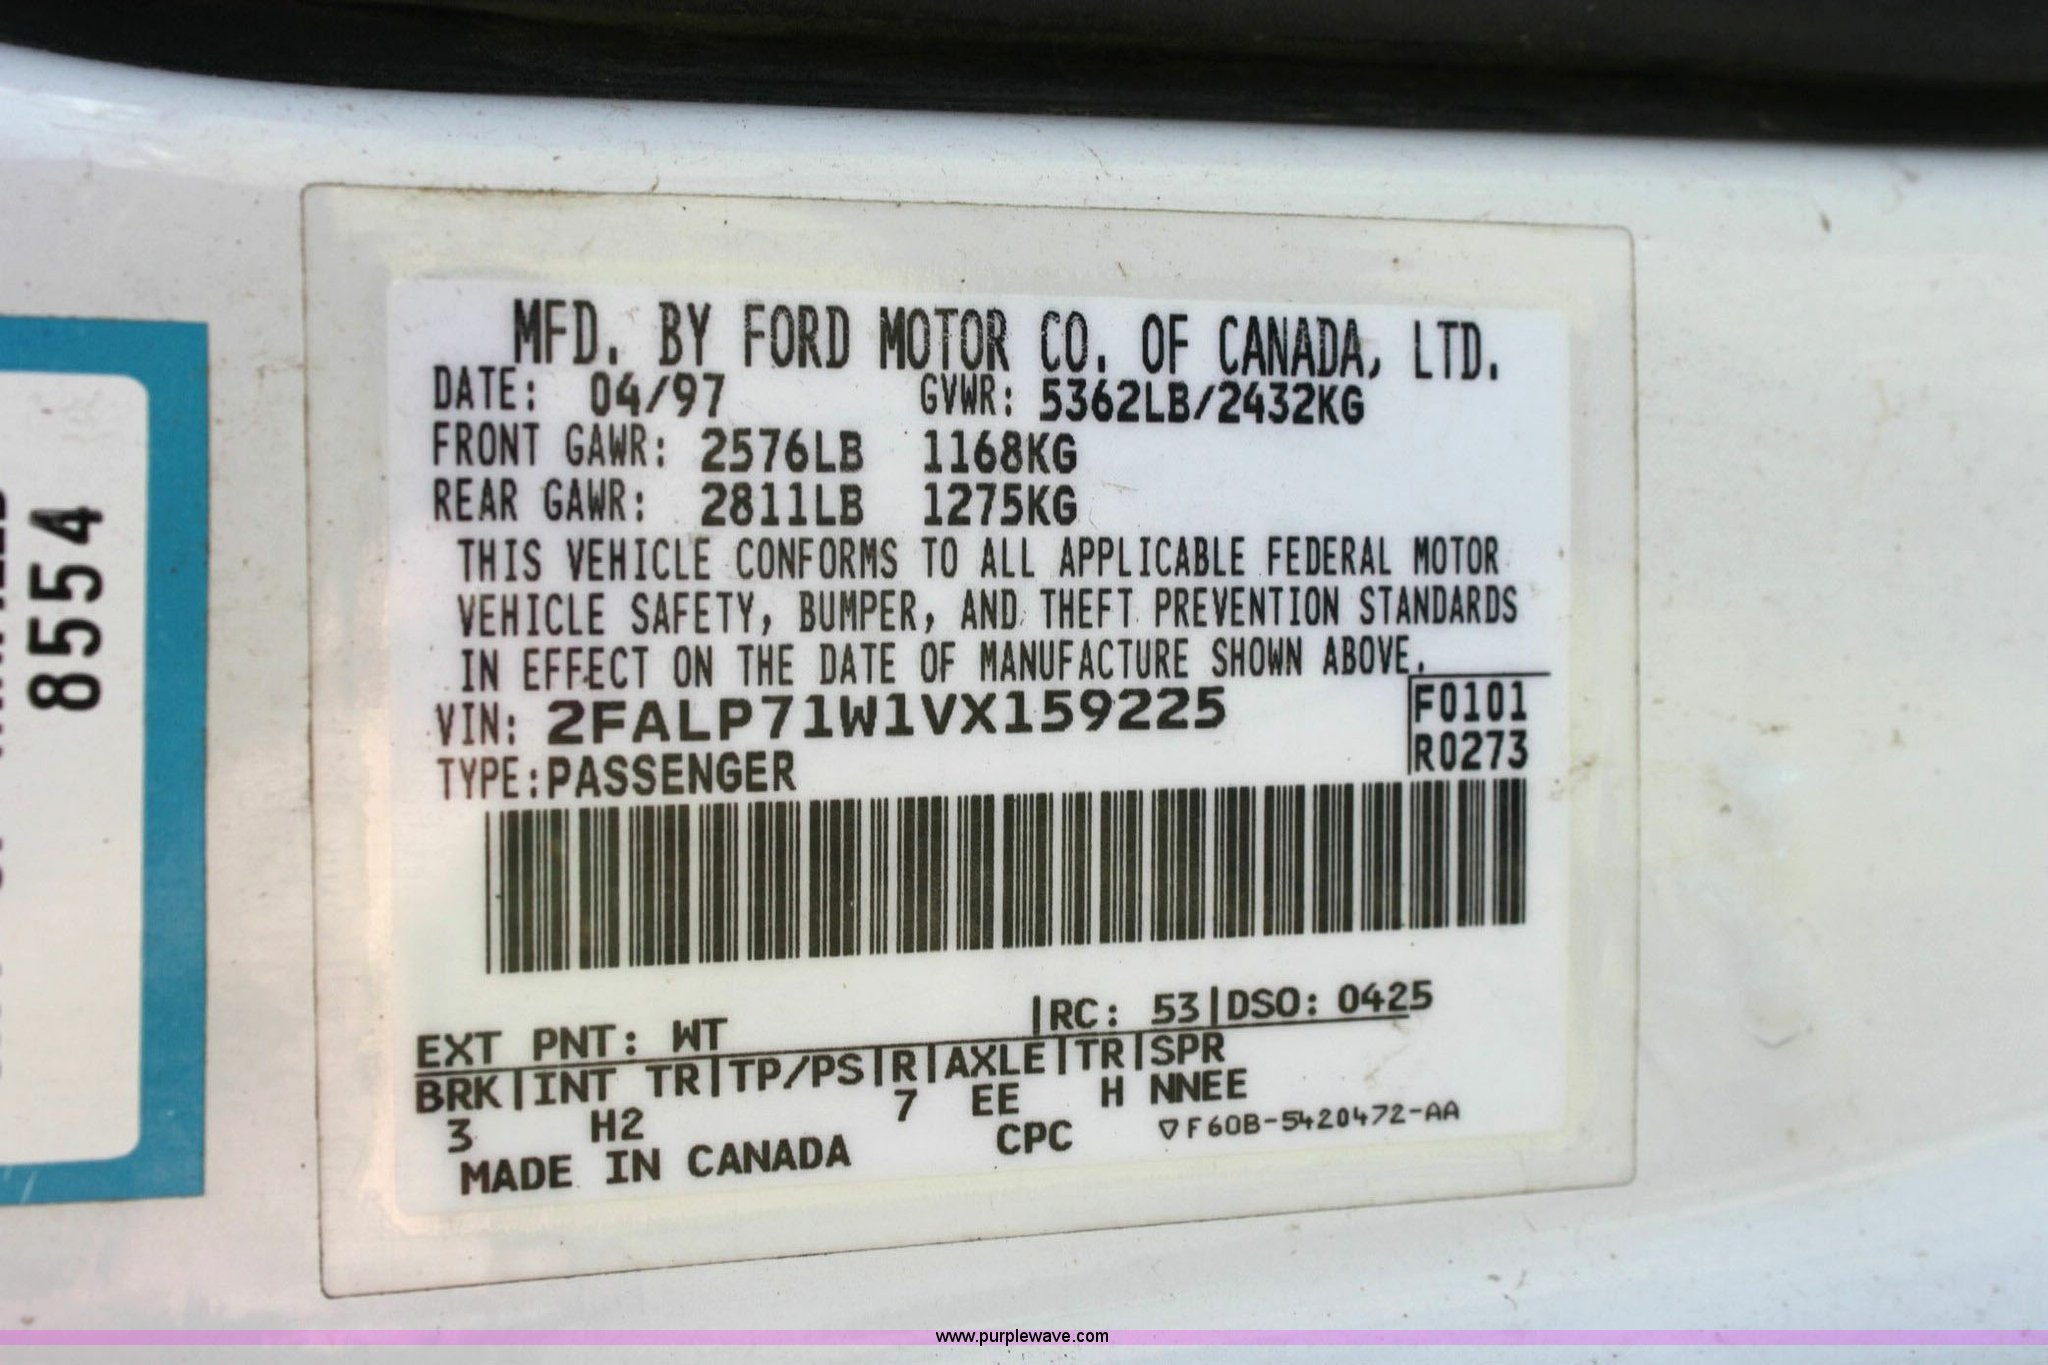 MFD. BY FORD MOTOR CO. OF CANADA, LTD.
DATE: 04/97 GVWR: 5362LB/2432KG
FRONT GAWR: 2576LB 1168KG
REAR GAWR: 2811LB 1275KG
THIS VEHICLE CONFORMS TO ALL APPLICABLE FEDERAL MOTOR
VEHICLE SAFETY, BUMPER, AND THEFT PREVENTION STANDARDS
IN EFFECT ON THE DATE OF MANUFACTURE SHOWN ABOVE.
VIN: 2FALP71W1VX159225
F0101
TYPE:PASSENGER
R0273
|RC: 53|DSO: 0425
EXT PNT: WT
BRK|INT TR|TP/PS|R|AXLE|TR|SPR
3 H2 7 EE H NNEE
MADE IN CANADA CPC ▽F60B-5420472-AA
8554
www.purplewave.com